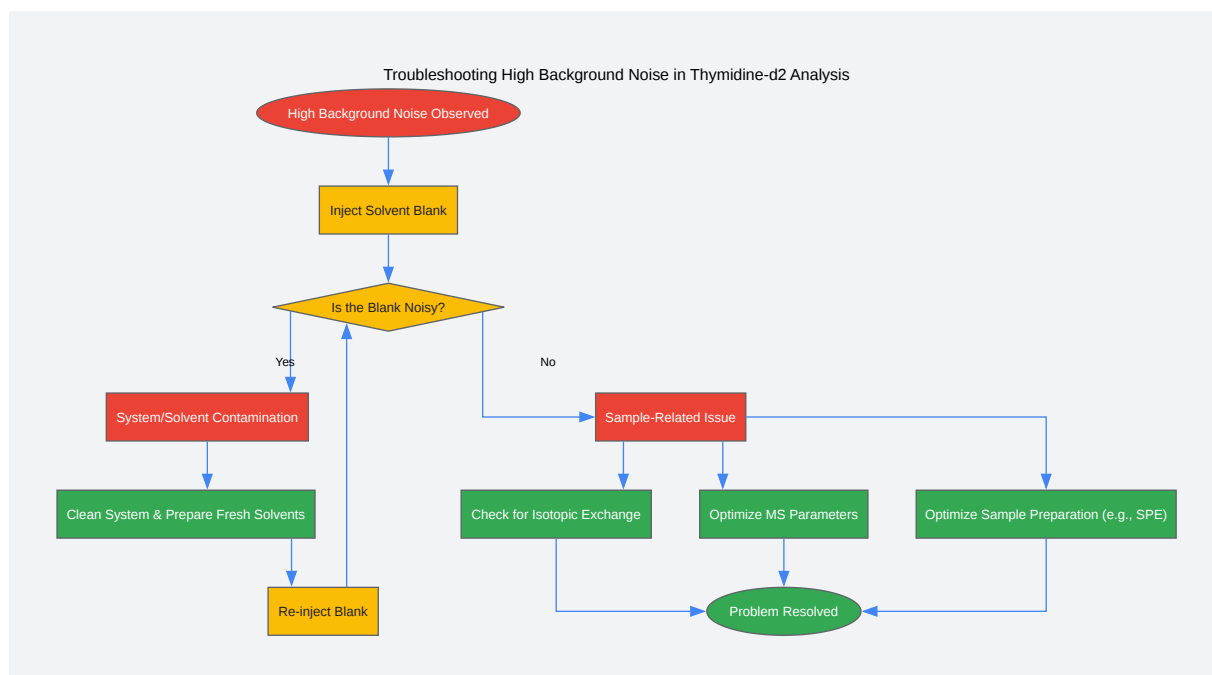 Troubleshooting High Background Noise in Thymidine-d2 Analysis
High Background Noise Observed
Inject Solvent Blank
Is the Blank Noisy?
Yes
No
System/Solvent Contamination
Sample-Related Issue
Clean System & Prepare Fresh Solvents
Check for Isotopic Exchange
Optimize MS Parameters
Optimize Sample Preparation (e.g., SPE)
Re-inject Blank
Problem Resolved